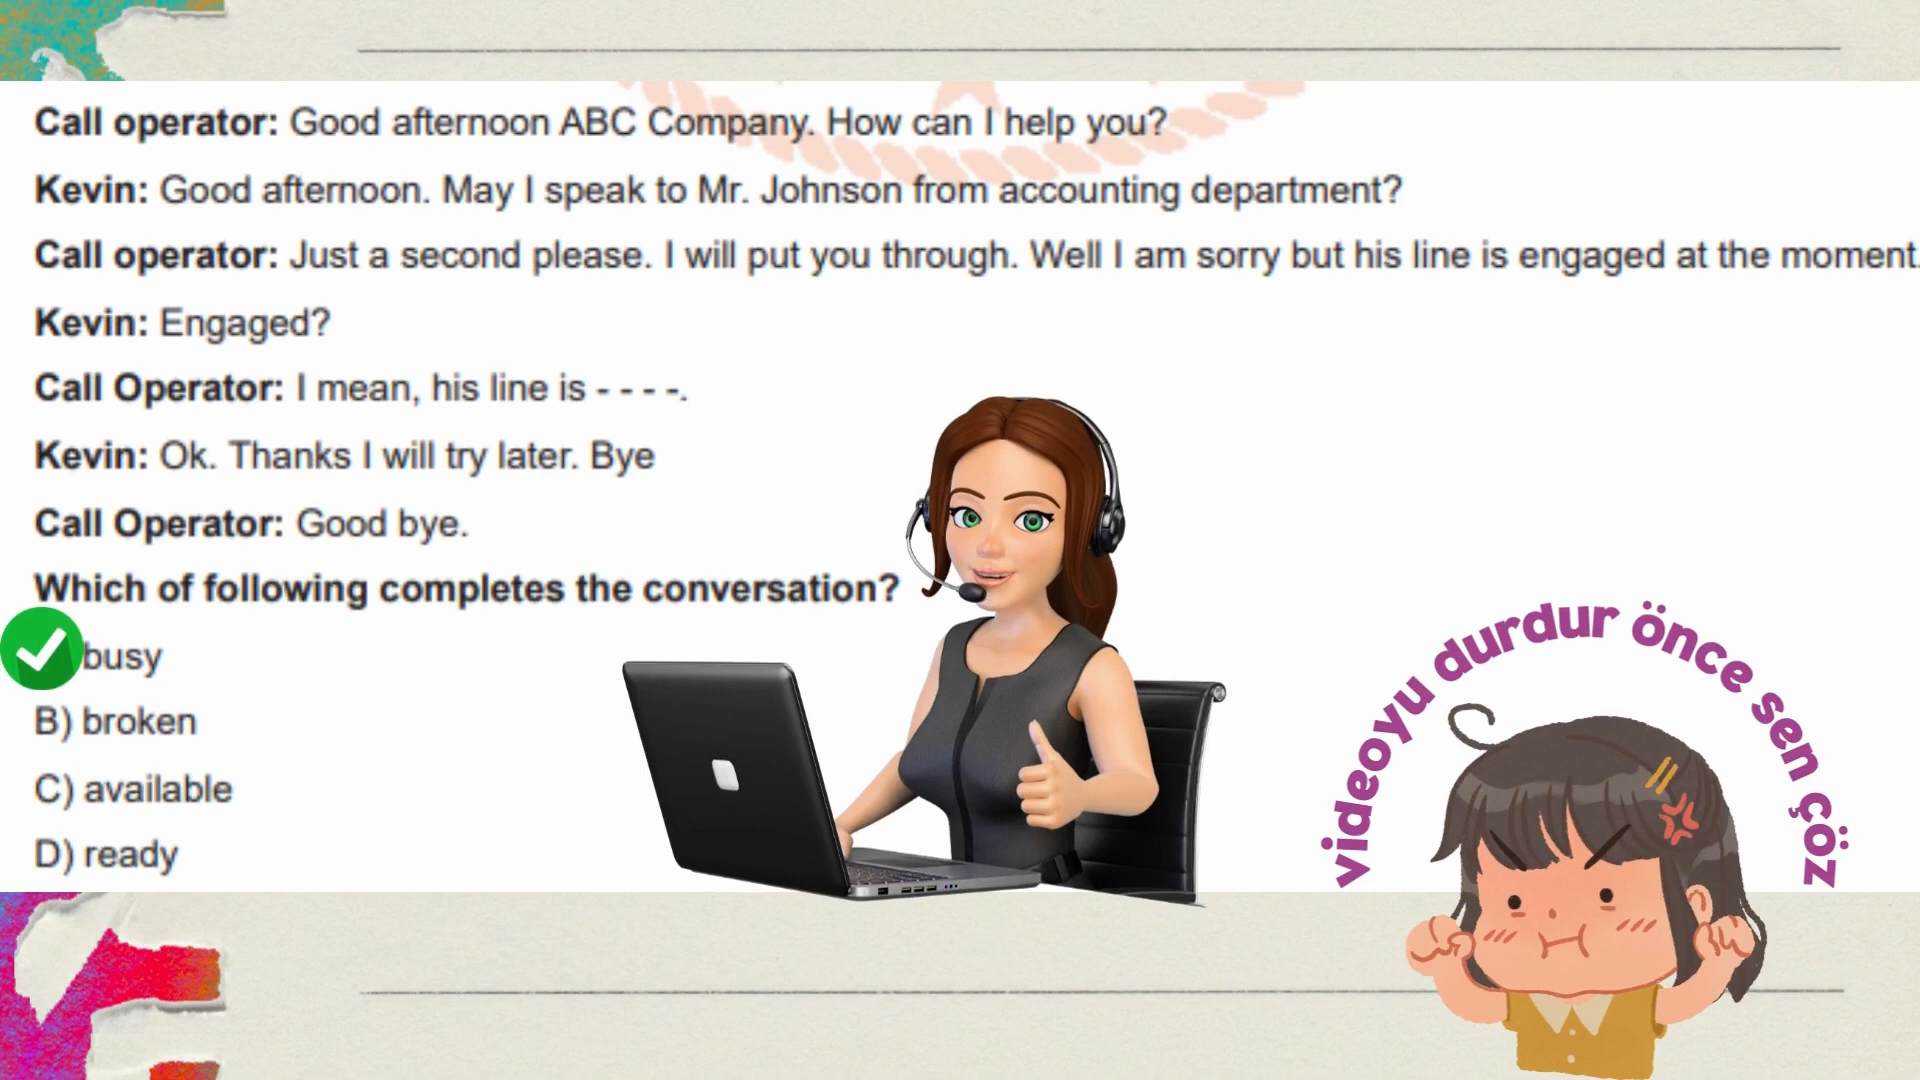 Call operator: Good afternoon ABC Company. How can I help you?
Kevin: Good afternoon. May I speak to Mr. Johnson from accounting department?
Call operator: Just a second please. I will put you through. Well I am sorry but his line is engaged at the moment.
Kevin: Engaged?
Call Operator: I mean, his line is - - - -.
Kevin: Ok. Thanks I will try later. Bye
Call Operator: Good bye.
Which of following completes the conversation?
busy
B) broken
C) available
D) ready
videoyu durdur önce sen çöz